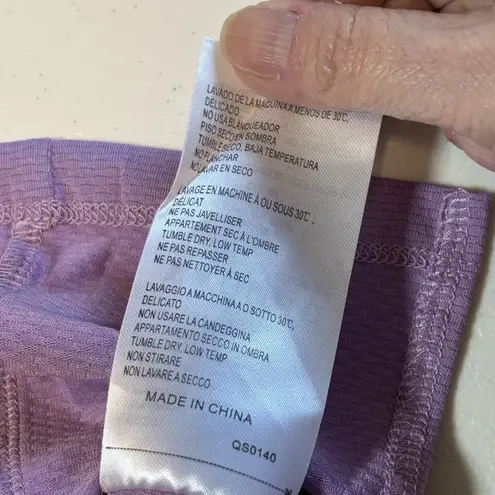 LAVADO DE LA MAQUINA A MENOS DE 30℃.
DELICADO
NO USA BLANQUEADOR
PISO SECO EN SOMBRA
TUMBLE SECO, BAJA TEMPERATURA
NO PLANCHAR
NO LAVAR EN SECO
LAVAGE EN MACHINE À OU SOUS 30℃.
DÉLICAT
NE PAS JAVELLISER
APPARTEMENT SEC À L'OMBRE
TUMBLE DRY, LOW TEMP
NE PAS REPASSER
NE PAS NETTOYER À SEC
LAVAGGIO A MACCHINA A O SOTTO 30℃.
DELICATO
NON USARE LA CANDEGGINA
APPARTAMENTO SECCO IN OMBRA
TUMBLE DRY, LOW TEMP
NON STIRARE
NON LAVARE A SECCO
MADE IN CHINA
QS0140